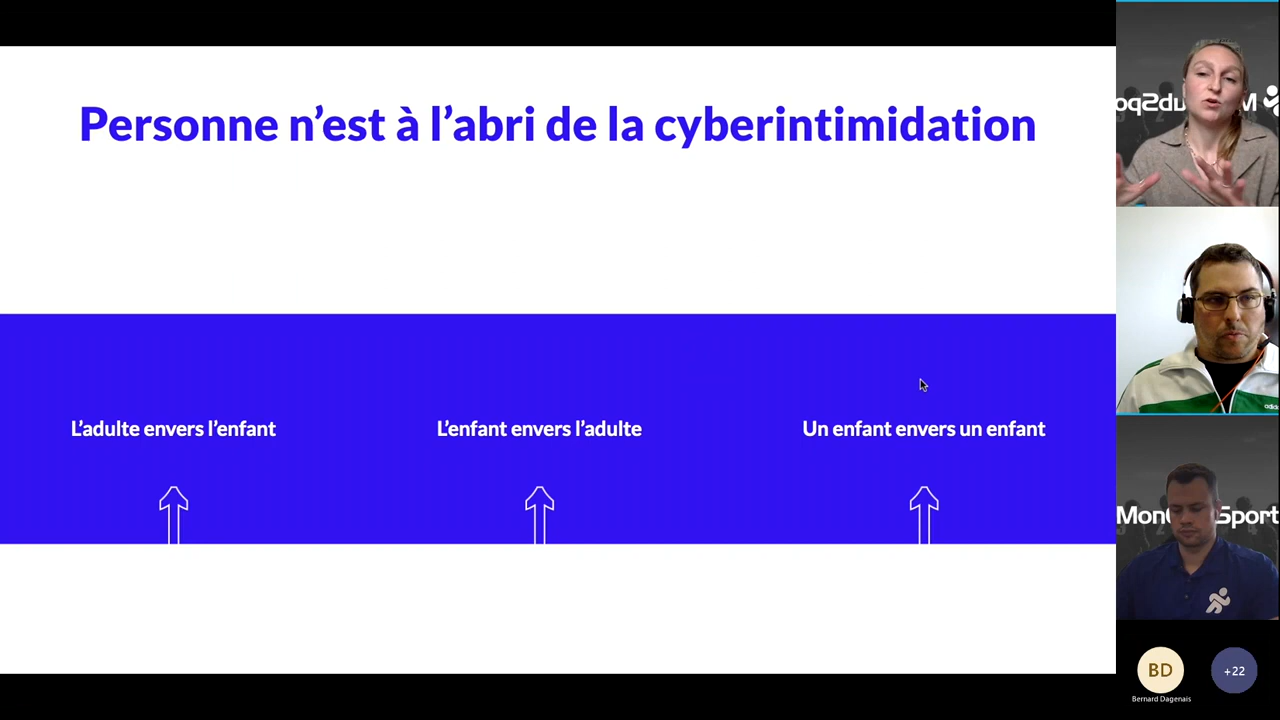 Personne n’est à l’abri de la cyberintimidation
L’adulte envers l’enfant
L’enfant envers l’adulte
Un enfant envers un enfant
Sport
BD
+22
Bernard Dagenais